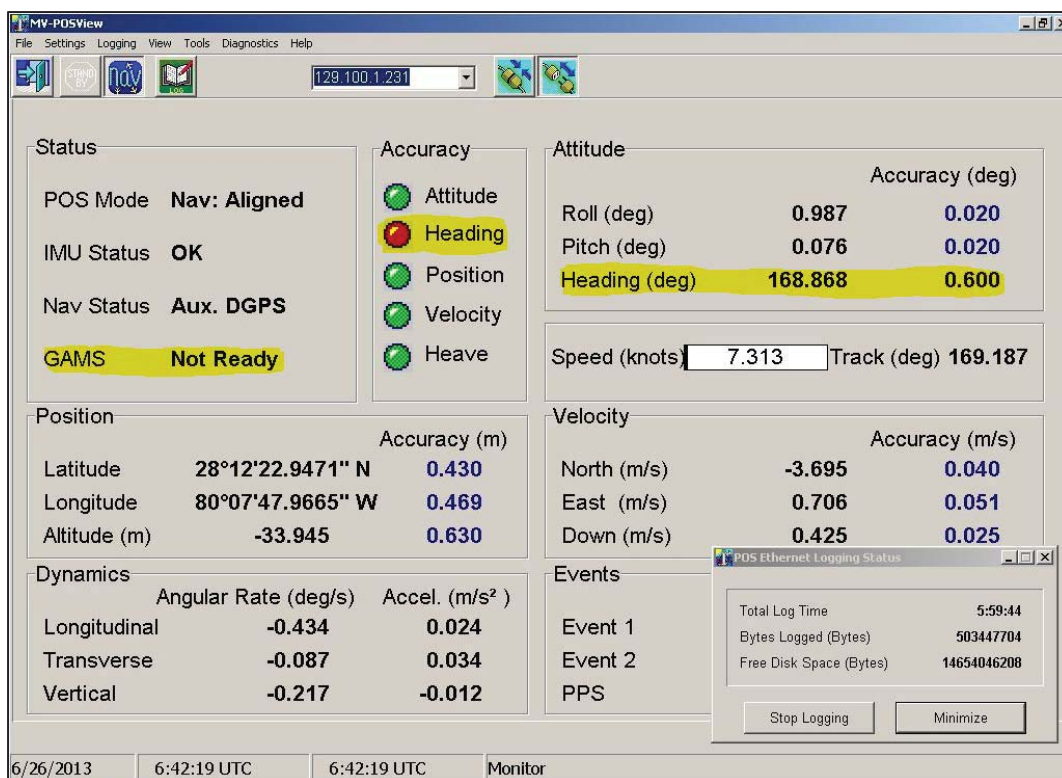 MV-POSView
File Settings Logging View Tools Diagnostics Help
STAND BY nav LOG 129.100.1.231
Status
POS Mode Nav: Aligned
IMU Status OK
Nav Status Aux. DGPS
GAMS Not Ready
Accuracy
Attitude
Heading
Position
Velocity
Heave
Attitude
Accuracy (deg)
Roll (deg) 0.987 0.020
Pitch (deg) 0.076 0.020
Heading (deg) 168.868 0.600
Speed (knots) 7.313 Track (deg) 169.187
Position
Accuracy (m)
Latitude 28°12'22.9471" N 0.430
Longitude 80°07'47.9665" W 0.469
Altitude (m) -33.945 0.630
Velocity
Accuracy (m/s)
North (m/s) -3.695 0.040
East (m/s) 0.706 0.051
Down (m/s) 0.425 0.025
Dynamics
Angular Rate (deg/s) Accel. (m/s² )
Longitudinal -0.434 0.024
Transverse -0.087 0.034
Vertical -0.217 -0.012
Events
Event 1
Event 2
PPS
POS Ethernet Logging Status
Total Log Time 5:59:44
Bytes Logged (Bytes) 503447704
Free Disk Space (Bytes) 14654046208
Stop Logging Minimize
6/26/2013 6:42:19 UTC 6:42:19 UTC Monitor